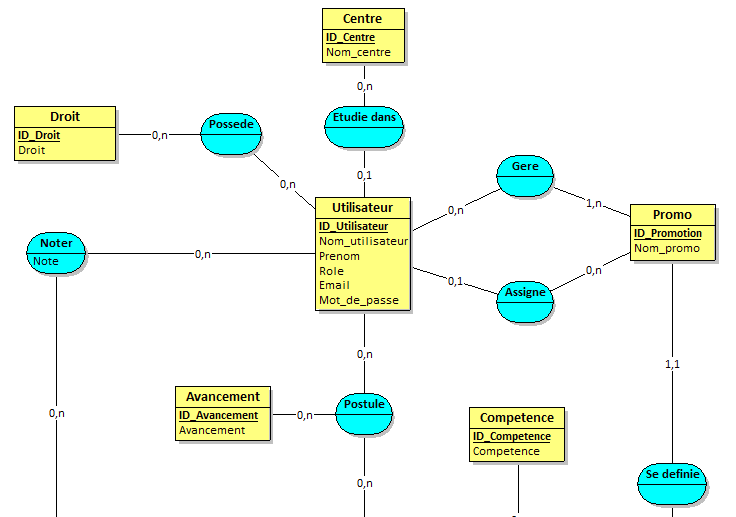 Centre
ID_Centre
Nom_centre
0,n
Etudie dans
0,1
Droit
ID_Droit
Droit
0,n
Possede
0,n
Gere
0,n
1,n
Utilisateur
ID_Utilisateur
Nom_utilisateur
Prenom
Role
Email
Mot_de_passe
Promo
ID_Promotion
Nom_promo
Noter
Note
0,n
0,1
Assigne
0,n
0,n
1,1
Avancement
ID_Avancement
Avancement
0,n
Postule
0,n
Competence
ID_Competence
Competence
0,n
Se definie